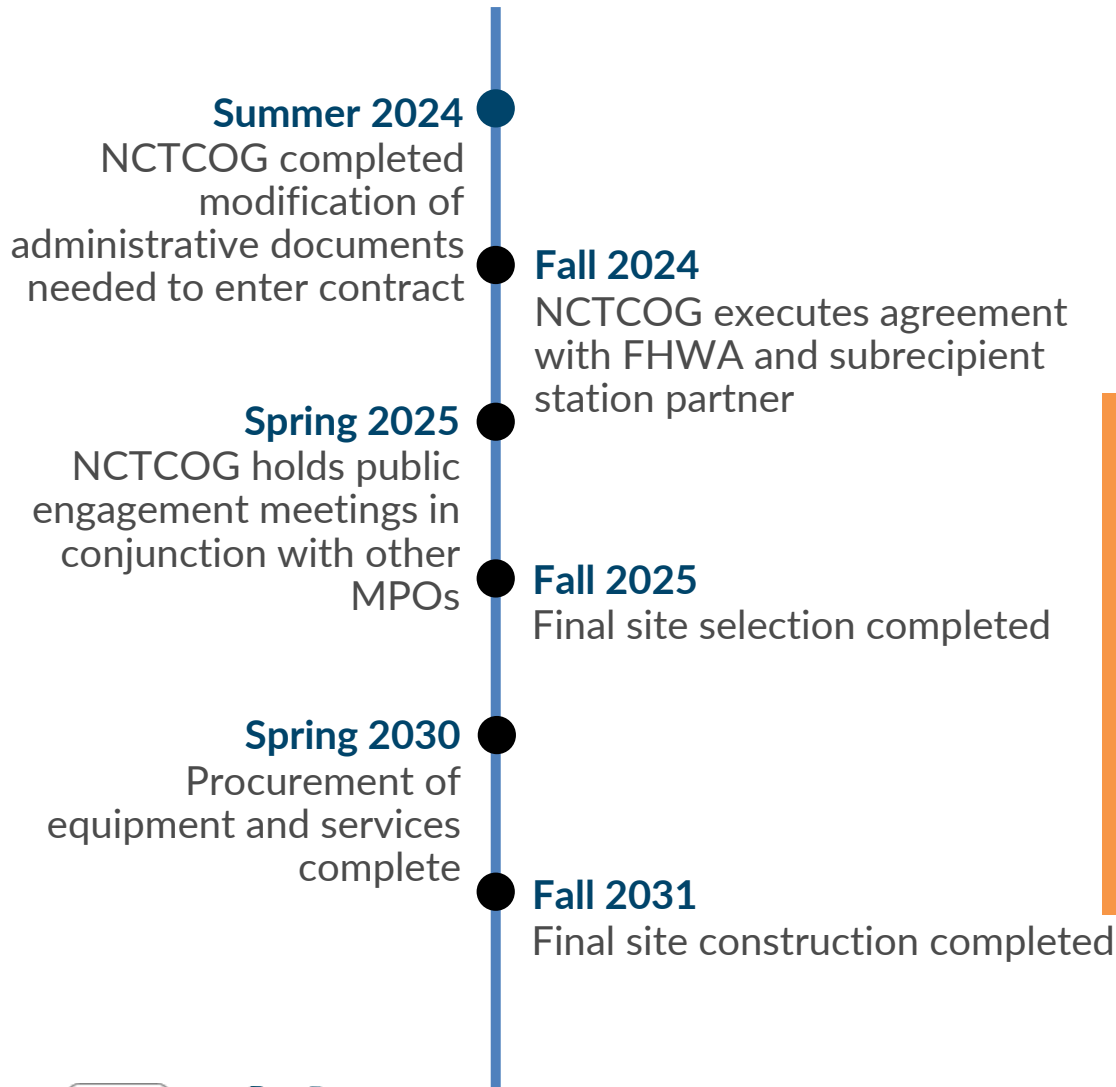 Summer 2024
NCTCOG completed
modification of
administrative documents
needed to enter contract
Fall 2024
NCTCOG executes agreement
with FHWA and subrecipient
station partner
Spring 2025
NCTCOG holds public
engagement meetings in
conjunction with other
MPOs
Fall 2025
Final site selection completed
Spring 2030
Procurement of
equipment and services
complete
Fall 2031
Final site construction completed